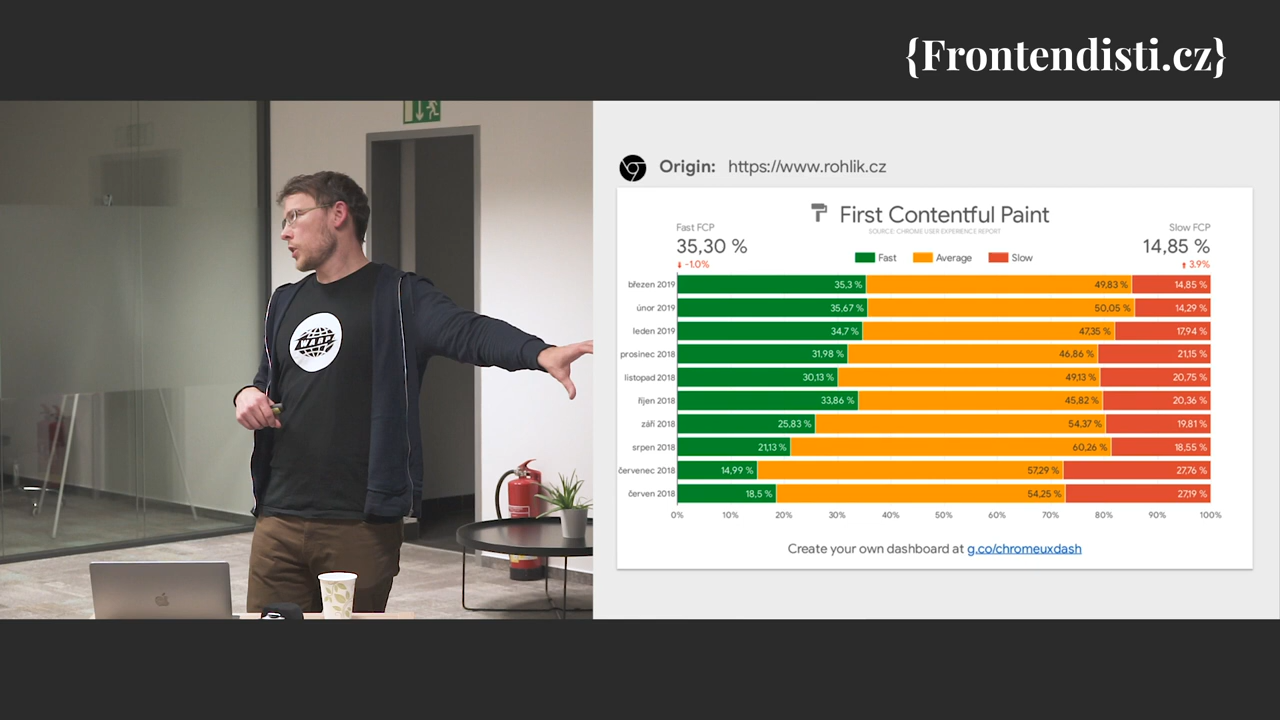 {Frontendisti.cz}
Origin: https://www.rohlik.cz
First Contentful Paint
SOURCE: CHROME USER EXPERIENCE REPORT
Fast FCP
35,30 %
-1.0%
Slow FCP
14,85 %
3.9%
Fast Average Slow
březen 2019 35,3 % 49,83 % 14,85 %
únor 2019 35,67 % 50,05 % 14,29 %
leden 2019 34,7 % 47,35 % 17,94 %
prosinec 2018 31,98 % 46,86 % 21,15 %
listopad 2018 30,13 % 49,13 % 20,75 %
říjen 2018 33,86 % 45,82 % 20,36 %
září 2018 25,83 % 54,37 % 19,81 %
srpen 2018 21,13 % 60,26 % 18,55 %
červenec 2018 14,99 % 57,29 % 27,76 %
červen 2018 18,5 % 54,25 % 27,19 %
0% 10% 20% 30% 40% 50% 60% 70% 80% 90% 100%
Create your own dashboard at g.co/chromeuxdash
WARP